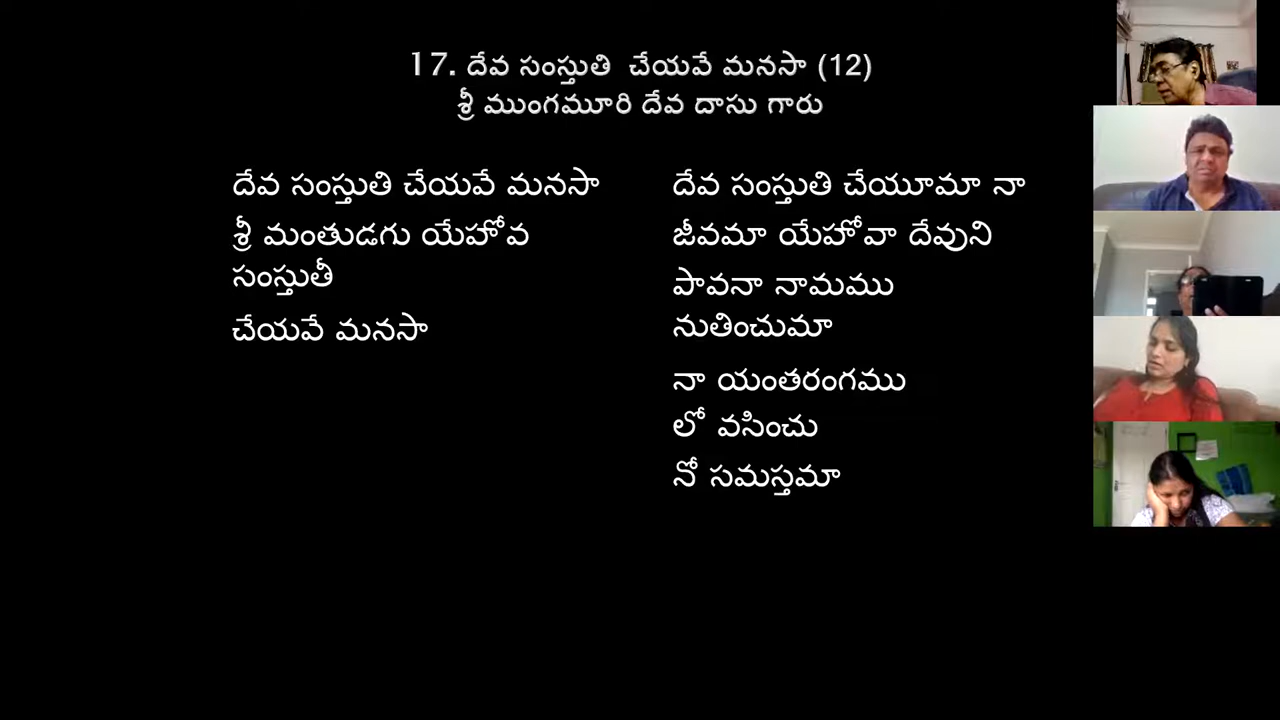 17. దేవ సంస్తుతి చేయవే మనసా (12)
శ్రీ ముంగమూరి దేవ దాసు గారు
దేవ సంస్తుతి చేయవే మనసా
శ్రీ మంతుడగు యేహోవ
సంస్తుతీ
చేయవే మనసా
దేవ సంస్తుతి చేయూమా నా
జీవమా యేహోవా దేవుని
పావనా నామము
నుతించుమా
నా యంతరంగము
లో వసించు
నో సమస్తమా